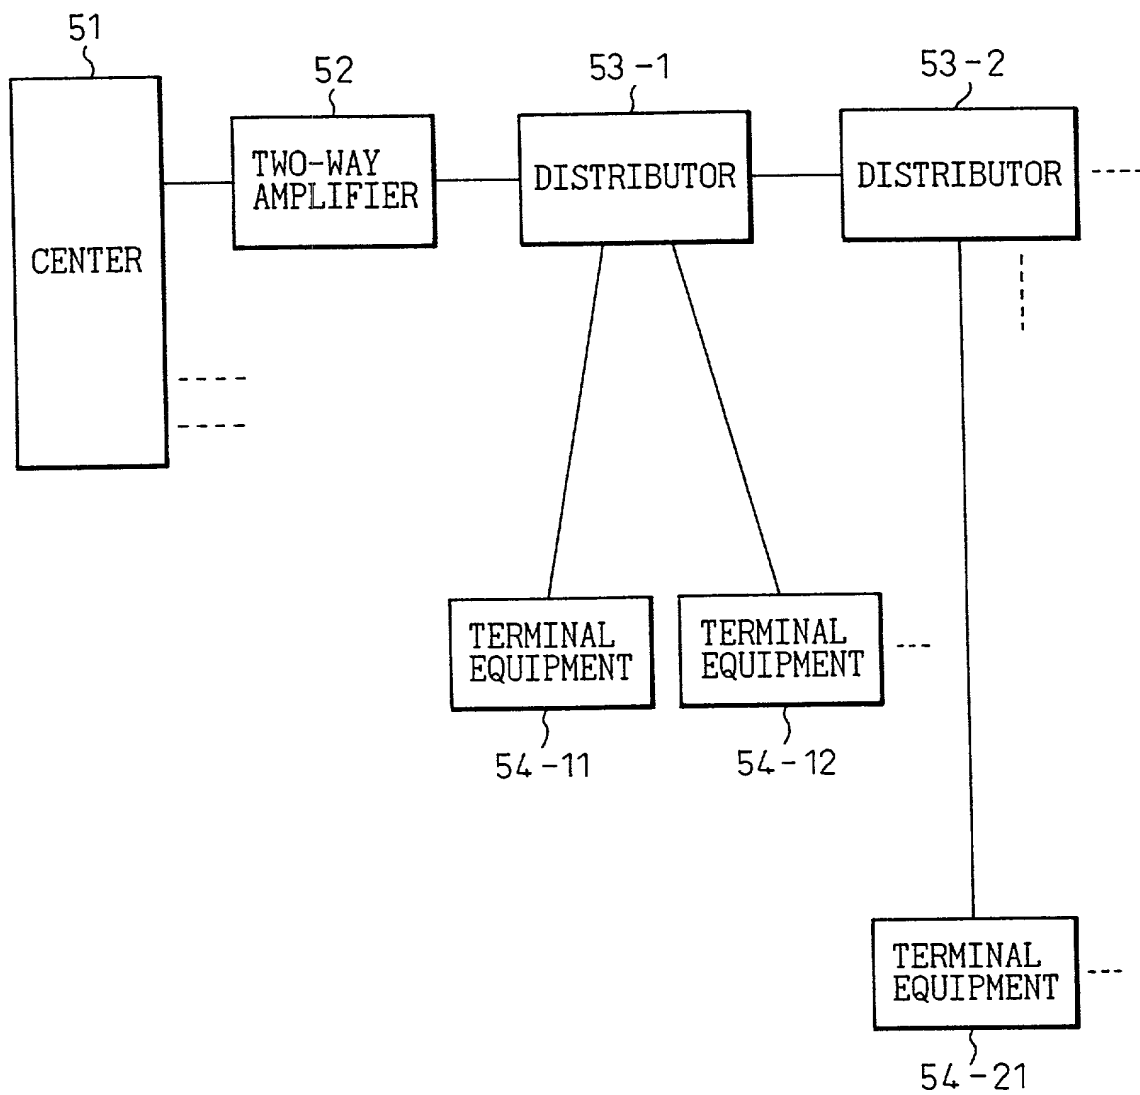 51
52
53-1
53-2
CENTER
TWO-WAY
AMPLIFIER
DISTRIBUTOR
DISTRIBUTOR
TERMINAL
EQUIPMENT
TERMINAL
EQUIPMENT
54-11
54-12
TERMINAL
EQUIPMENT
54-21